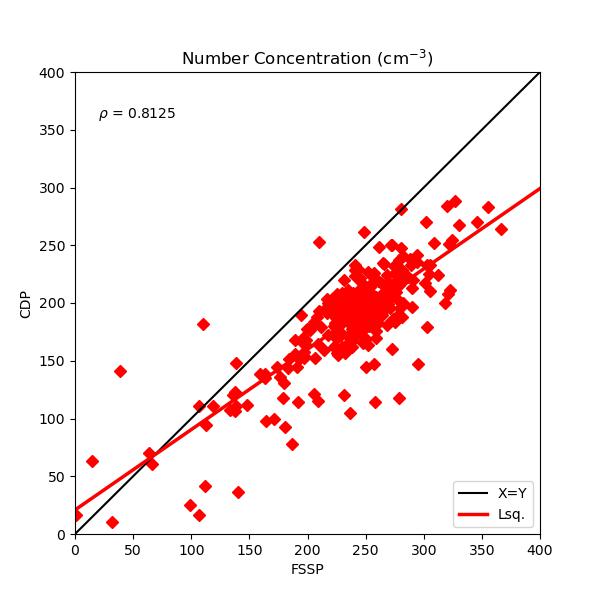 Number Concentration (cm⁻³)
400
350
300
250
200
150
100
50
0
CDP
ρ = 0.8125
X=Y
Lsq.
0 50 100 150 200 250 300 350 400
FSSP